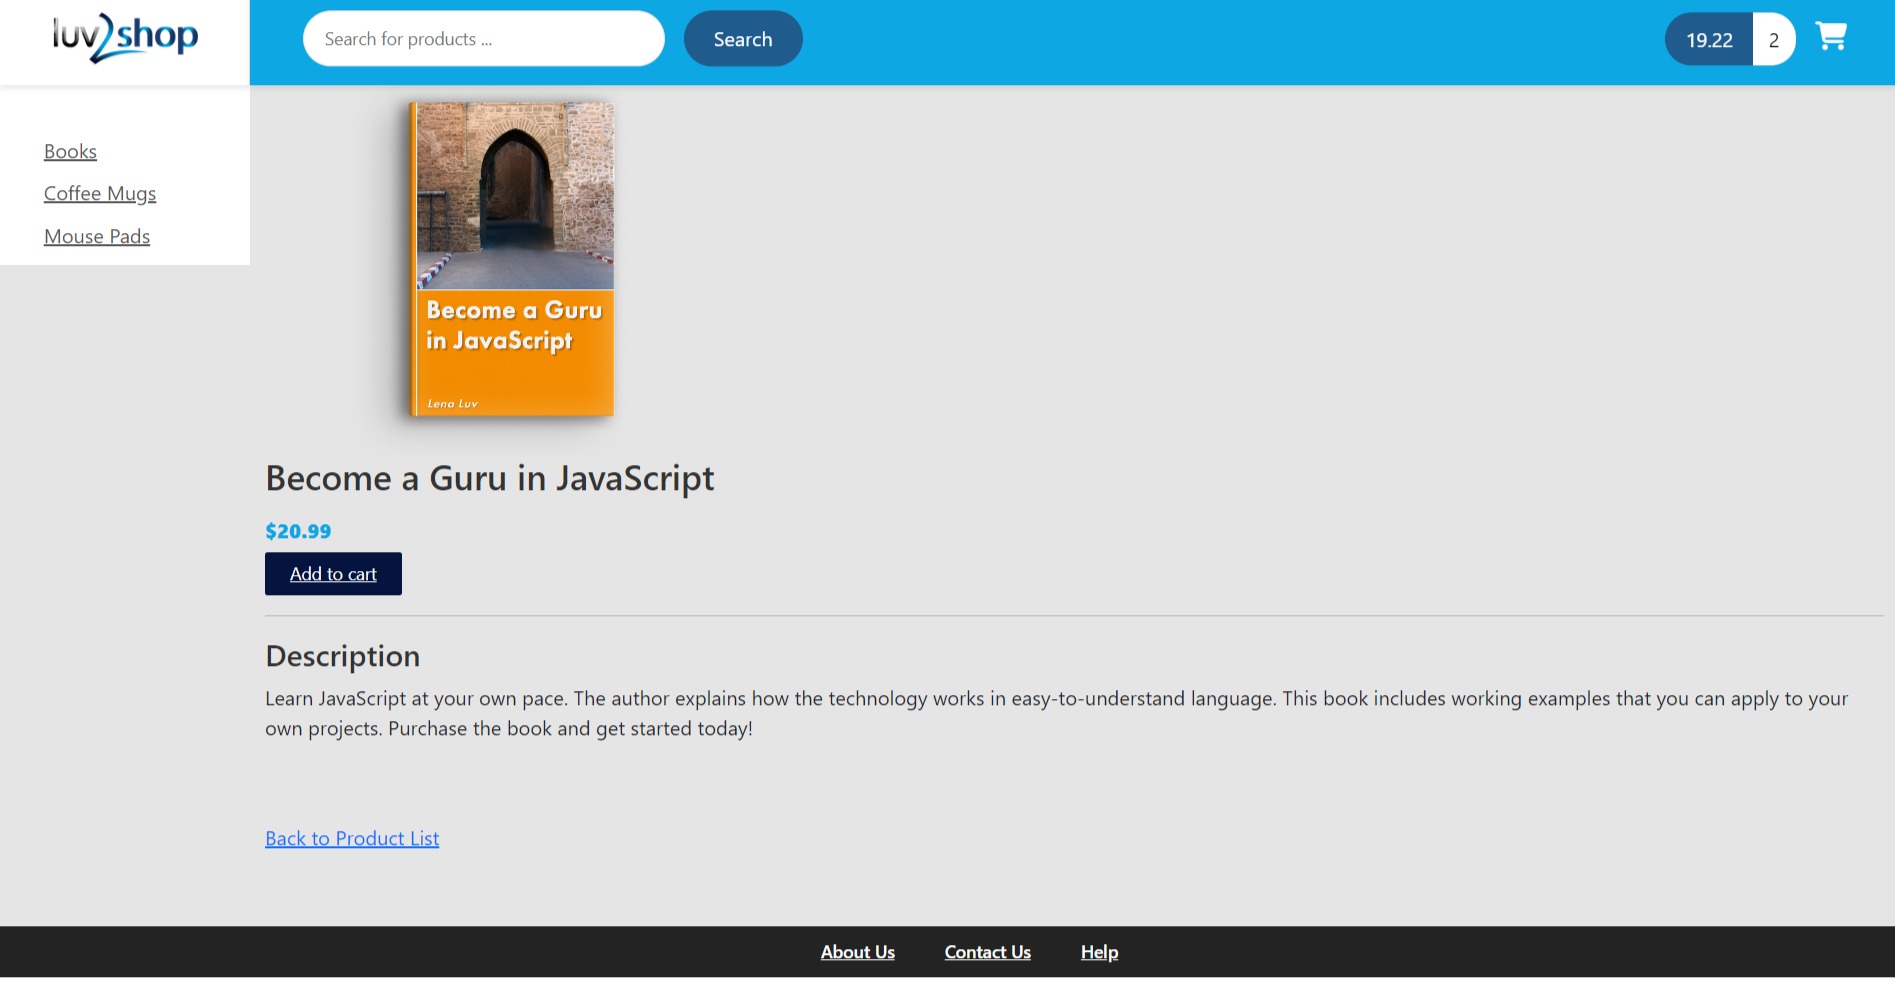 luv2shop
Search for products ...
Search
19.22
2
Books
Coffee Mugs
Mouse Pads
Become a Guru
in JavaScript
Lena Luv
Become a Guru in JavaScript
$20.99
Add to cart
Description
Learn JavaScript at your own pace. The author explains how the technology works in easy-to-understand language. This book includes working examples that you can apply to your
own projects. Purchase the book and get started today!
Back to Product List
About Us
Contact Us
Help